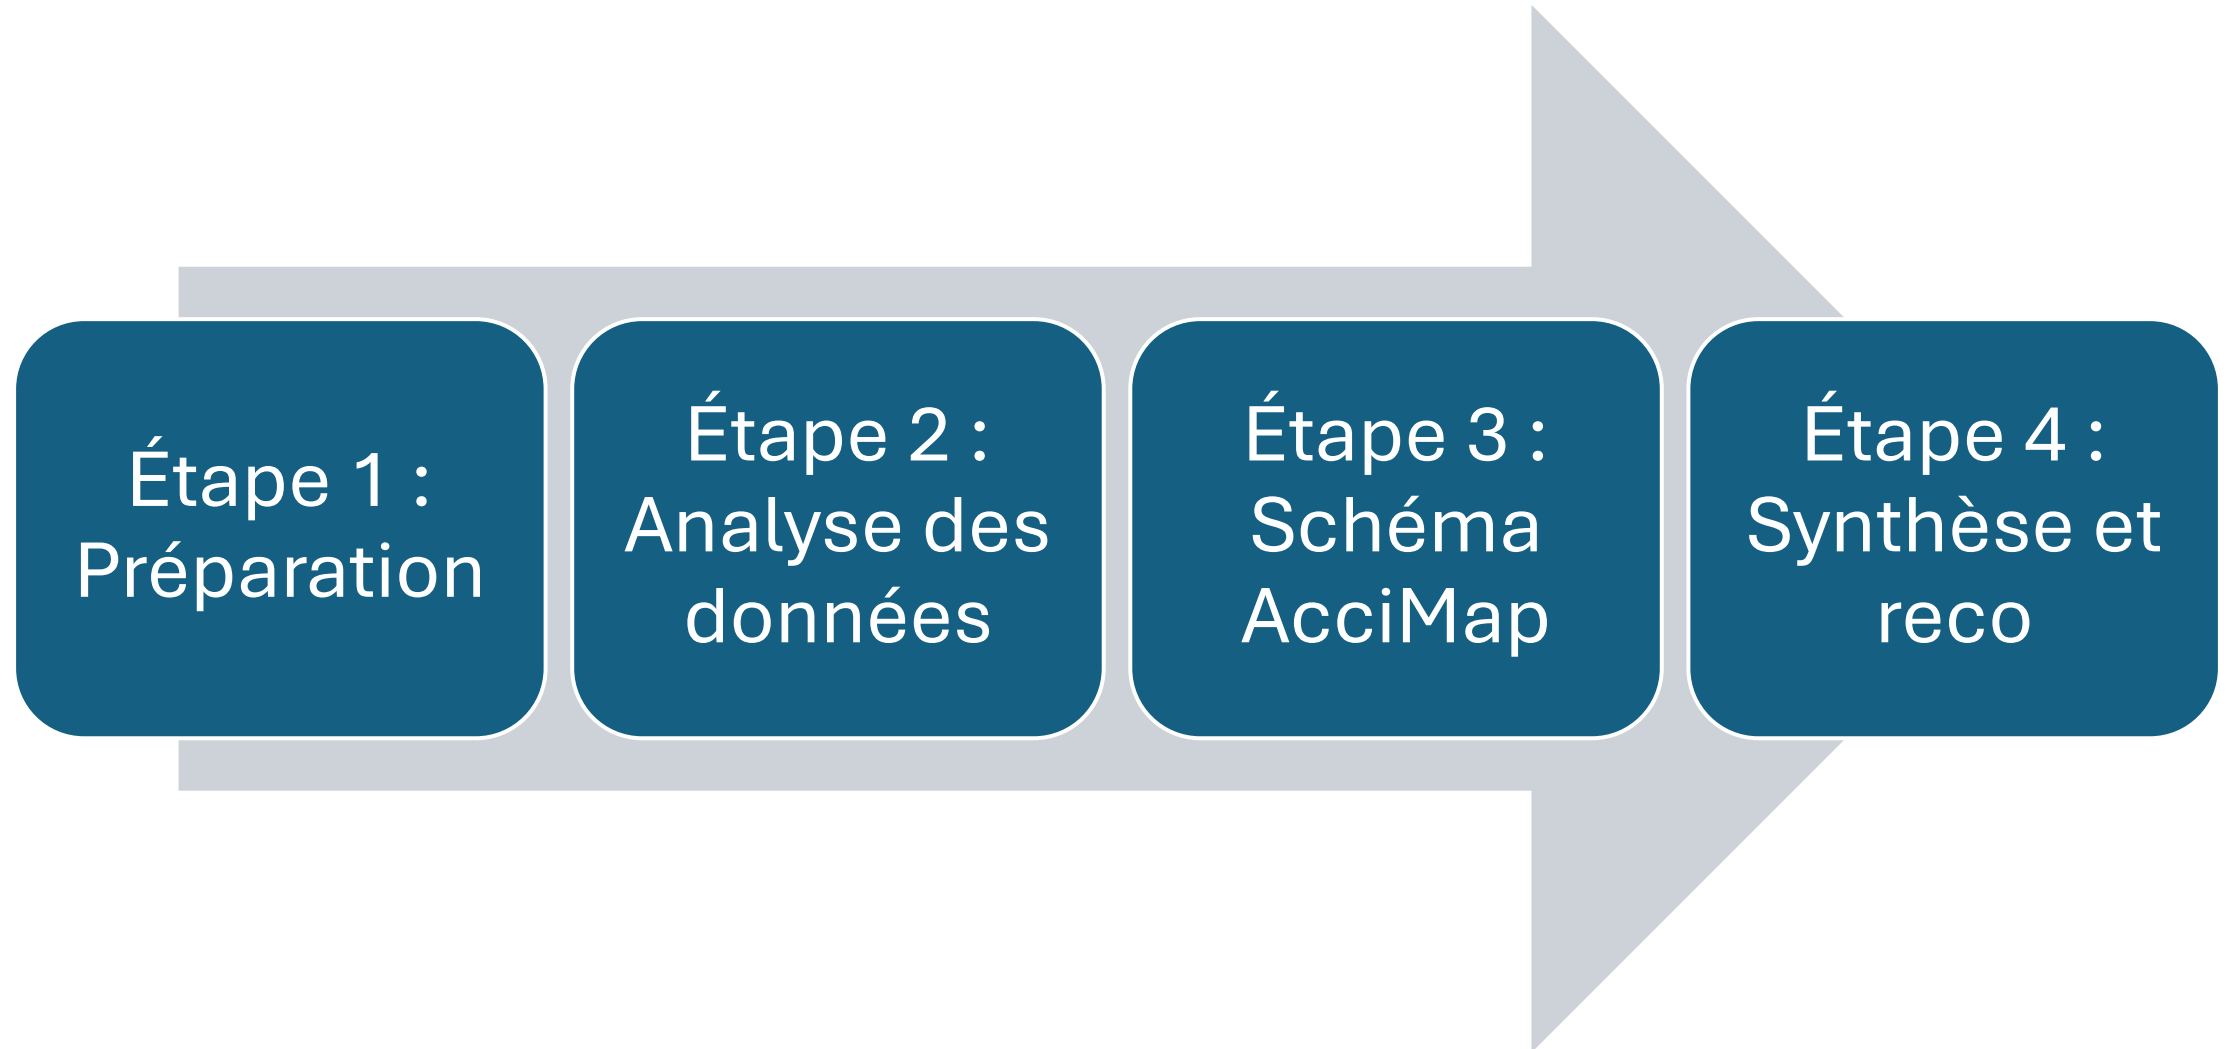 Étape 1 :
Préparation
Étape 2 :
Analyse des
données
Étape 3 :
Schéma
AcciMap
Étape 4 :
Synthèse et
reco